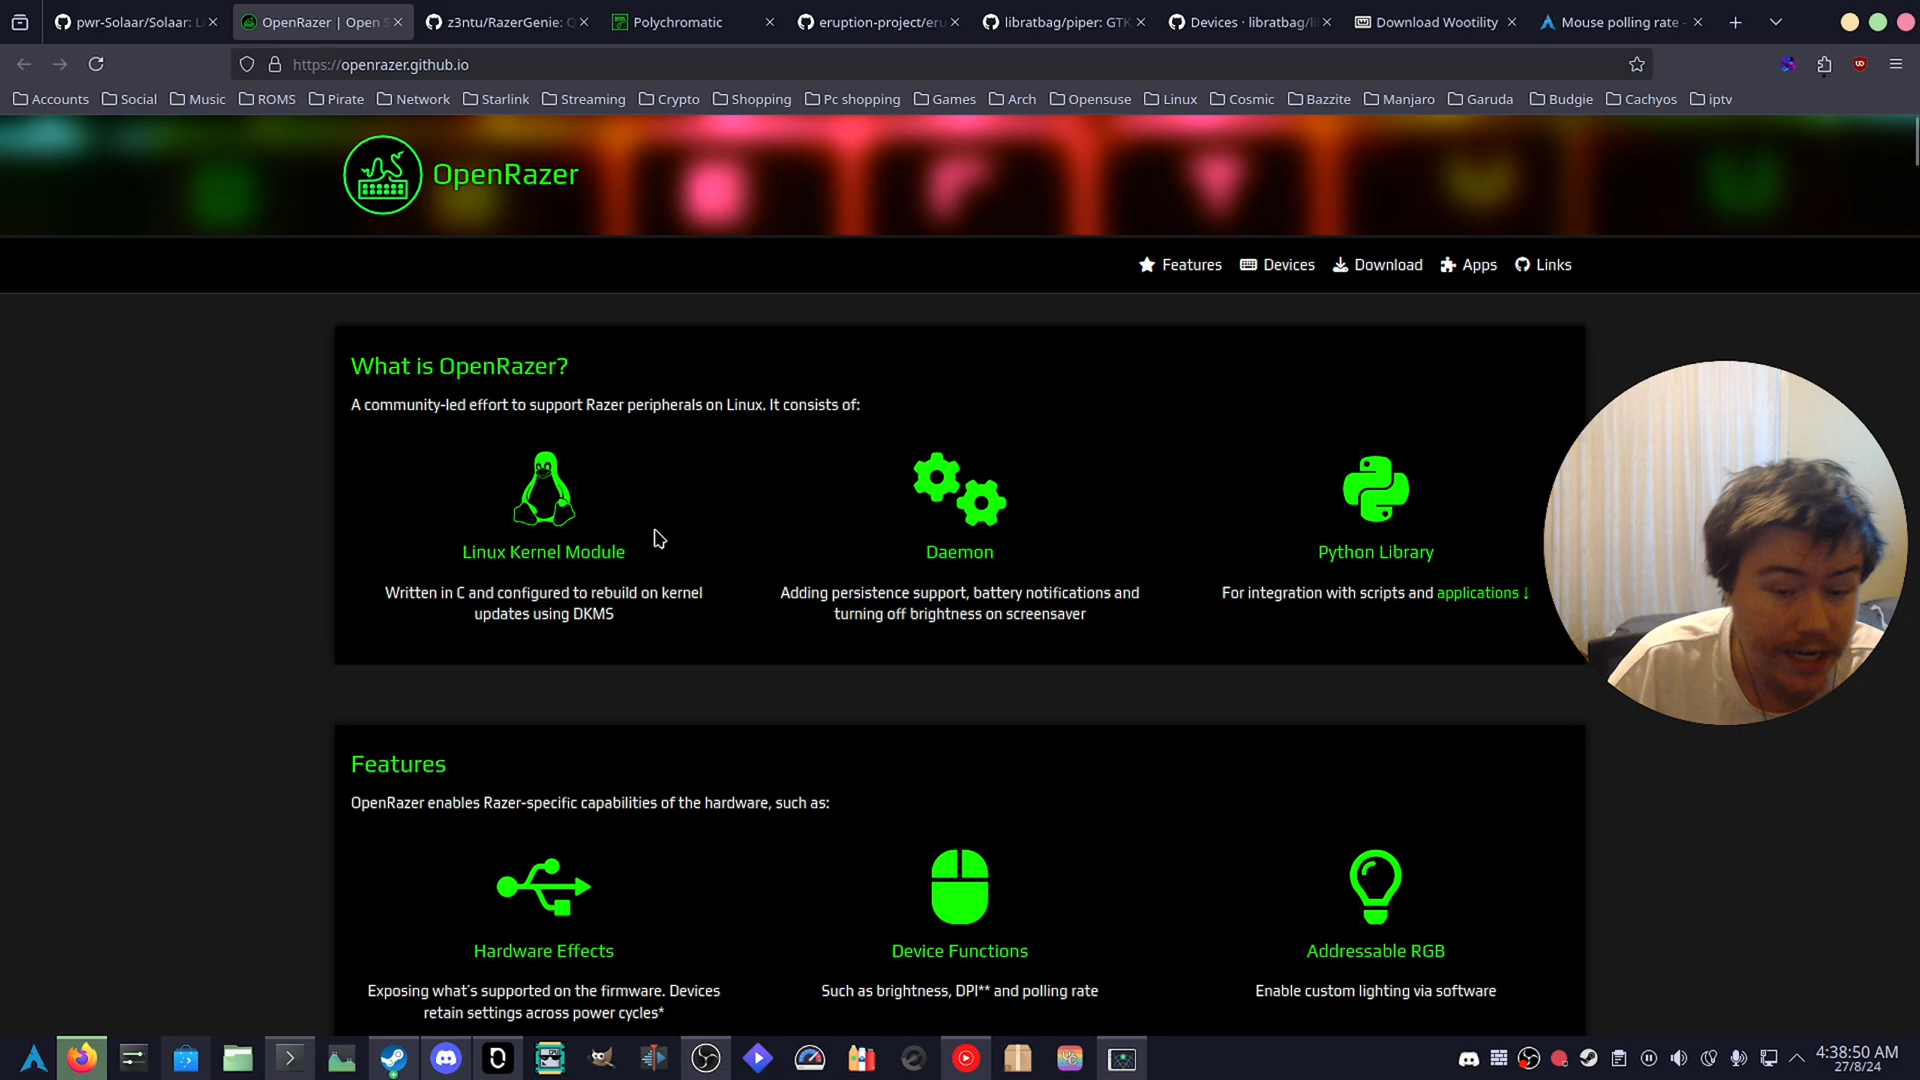 pwr-Solaar/Solaar: L
OpenRazer | Open S
z3ntu/RazerGenie: Q
Polychromatic
eruption-project/eru
libratbag/piper: GTK
Devices · libratbag/li
Download Wootility
Mouse polling rate -
https://openrazer.github.io
Accounts Social Music ROMS Pirate Network Starlink Streaming Crypto Shopping Pc shopping Games Arch Opensuse Linux Cosmic Bazzite Manjaro Garuda Budgie Cachyos iptv
OpenRazer
Features Devices Download Apps Links
What is OpenRazer?
A community-led effort to support Razer peripherals on Linux. It consists of:
Linux Kernel Module
Written in C and configured to rebuild on kernel
updates using DKMS
Daemon
Adding persistence support, battery notifications and
turning off brightness on screensaver
Python Library
For integration with scripts and applications ↓
Features
OpenRazer enables Razer-specific capabilities of the hardware, such as:
Hardware Effects
Exposing what's supported on the firmware. Devices
retain settings across power cycles*
Device Functions
Such as brightness, DPI** and polling rate
Addressable RGB
Enable custom lighting via software
4:38:50 AM
27/8/24